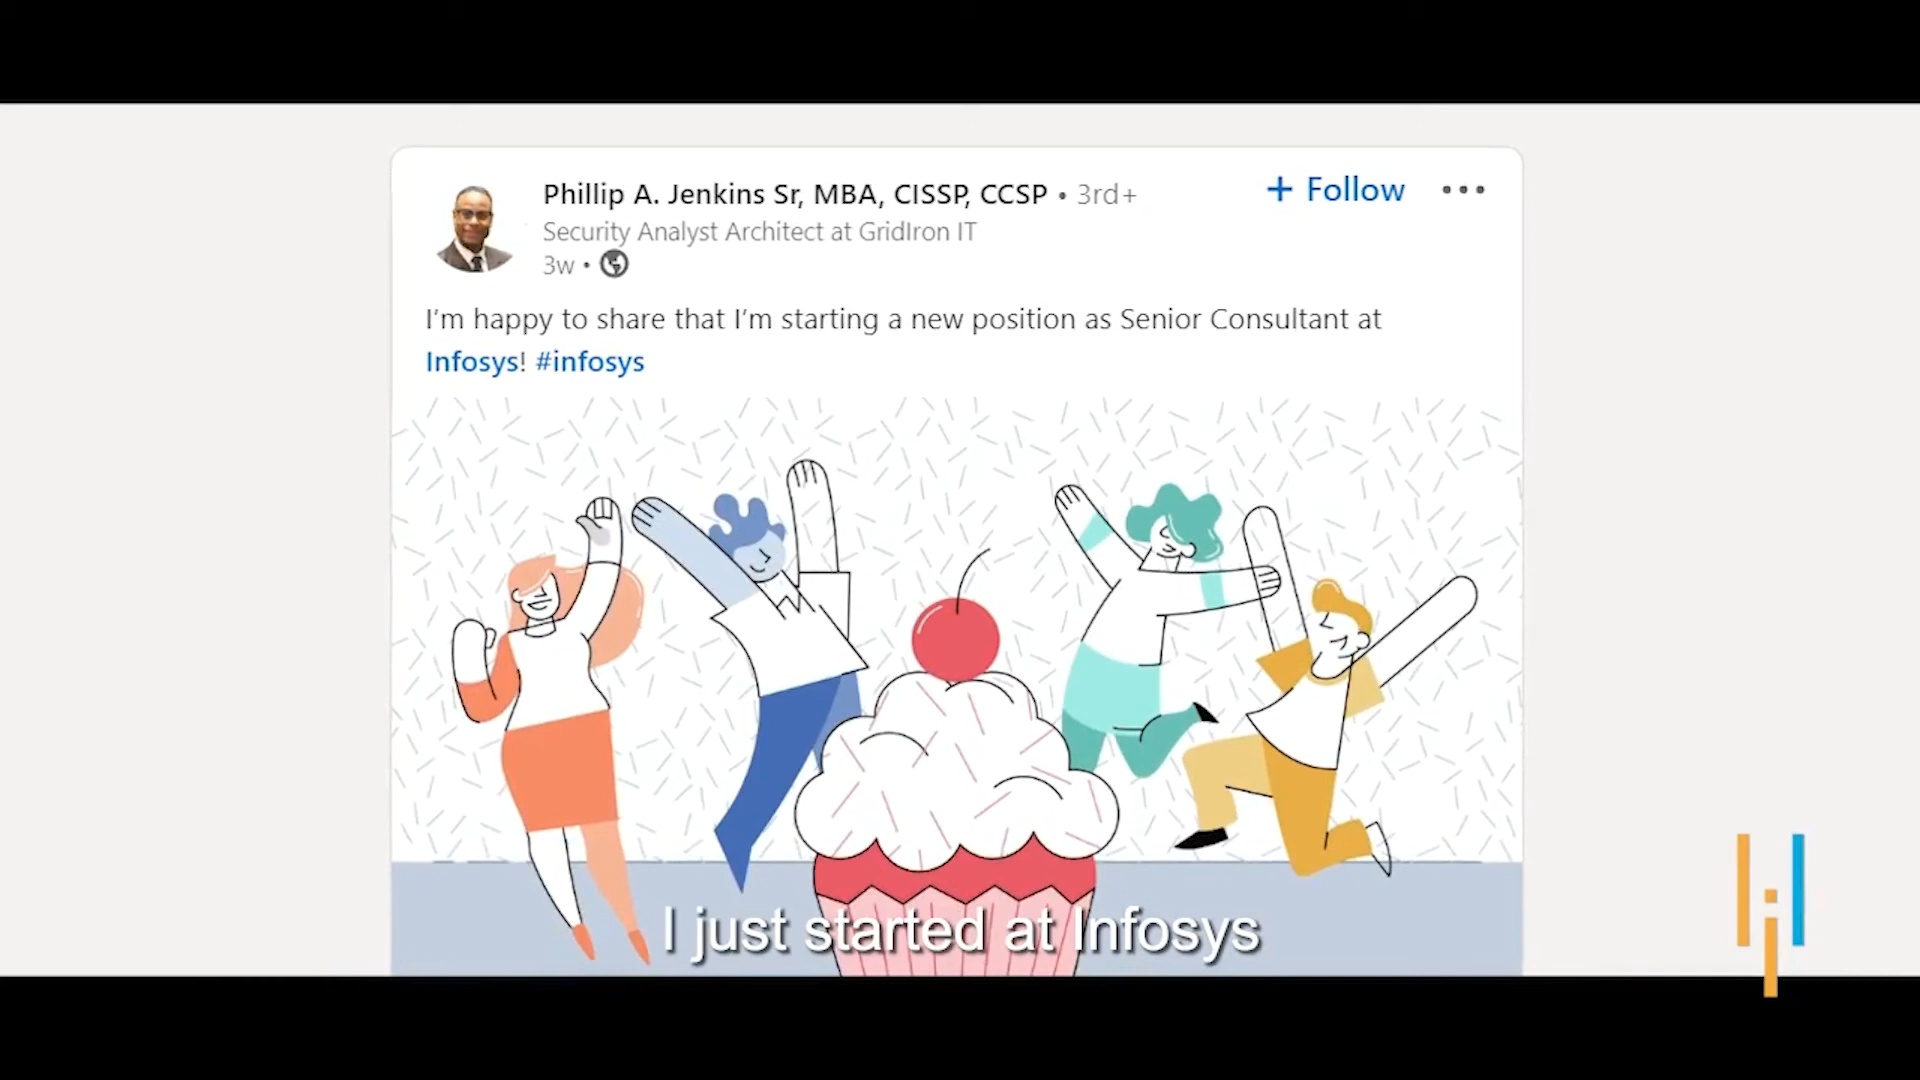 Phillip A. Jenkins Sr, MBA, CISSP, CCSP • 3rd+
+ Follow
Security Analyst Architect at GridIron IT
3w •
I'm happy to share that I'm starting a new position as Senior Consultant at
Infosys! #infosys
I just started at Infosys